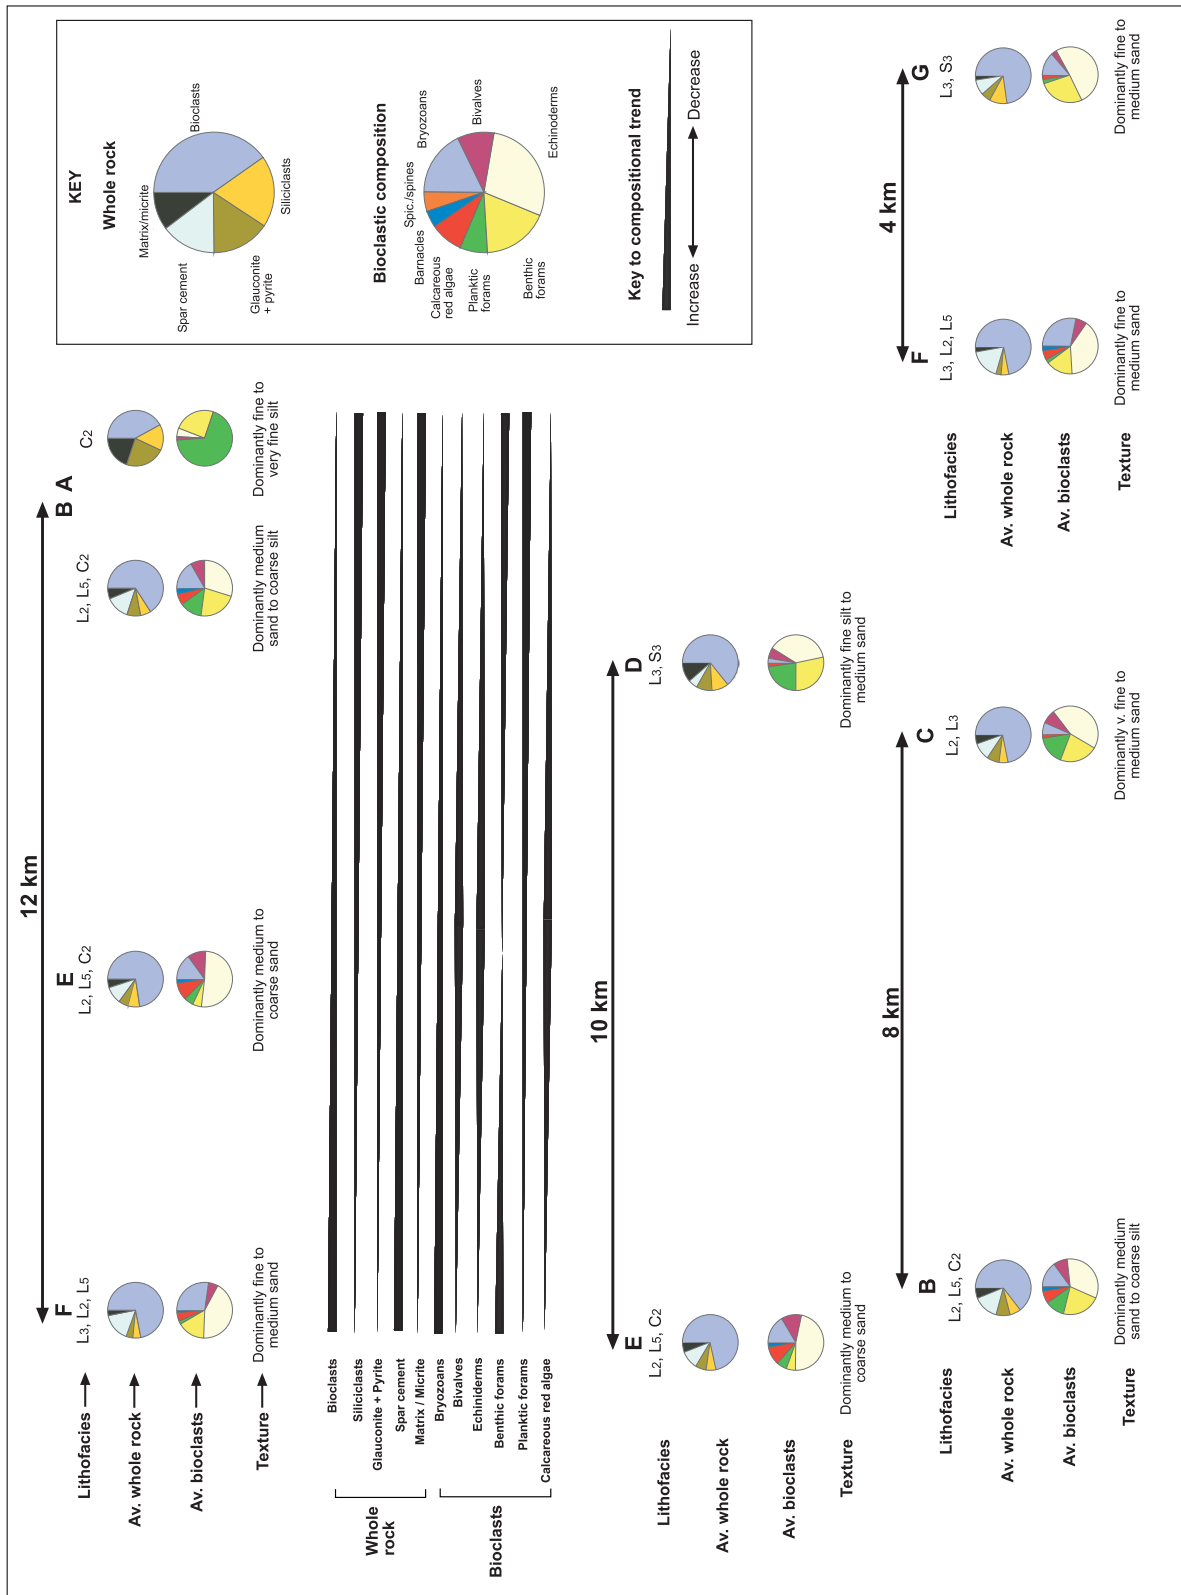 12 km
Lithofacies
Av. whole rock
Av. bioclasts
Texture
F
L3, L2, L5
Dominantly fine to
medium sand
E
L2, L5, C2
Dominantly medium to
coarse sand
B
L2, L5, C2
Dominantly medium
sand to coarse silt
A
C2
Dominantly fine to
very fine silt
Whole
rock
Bioclasts
Siliciclasts
Glauconite + Pyrite
Spar cement
Matrix / Micrite
Bioclasts
Bryozoans
Bivalves
Echiniderms
Benthic forams
Planktic forams
Calcareous red algae
KEY
Whole rock
Matrix/micrite
Bioclasts
Spar cement
Siliciclasts
Glauconite
+ pyrite
Bioclastic composition
Barnacles
Spic./spines
Bryozoans
Bivalves
Calcareous
red algae
Planktic
forams
Benthic
forams
Echinoderms
Key to compositional trend
Increase
Decrease
10 km
Lithofacies
Av. whole rock
Av. bioclasts
Texture
E
L2, L5, C2
Dominantly medium to
coarse sand
D
L3, S3
Dominantly fine silt to
medium sand
8 km
Lithofacies
Av. whole rock
Av. bioclasts
Texture
B
L2, L5, C2
Dominantly medium
sand to coarse silt
C
L2, L3
Dominantly v. fine to
medium sand
4 km
Lithofacies
Av. whole rock
Av. bioclasts
Texture
F
L3, L2, L5
Dominantly fine to
medium sand
G
L3, S3
Dominantly fine to
medium sand